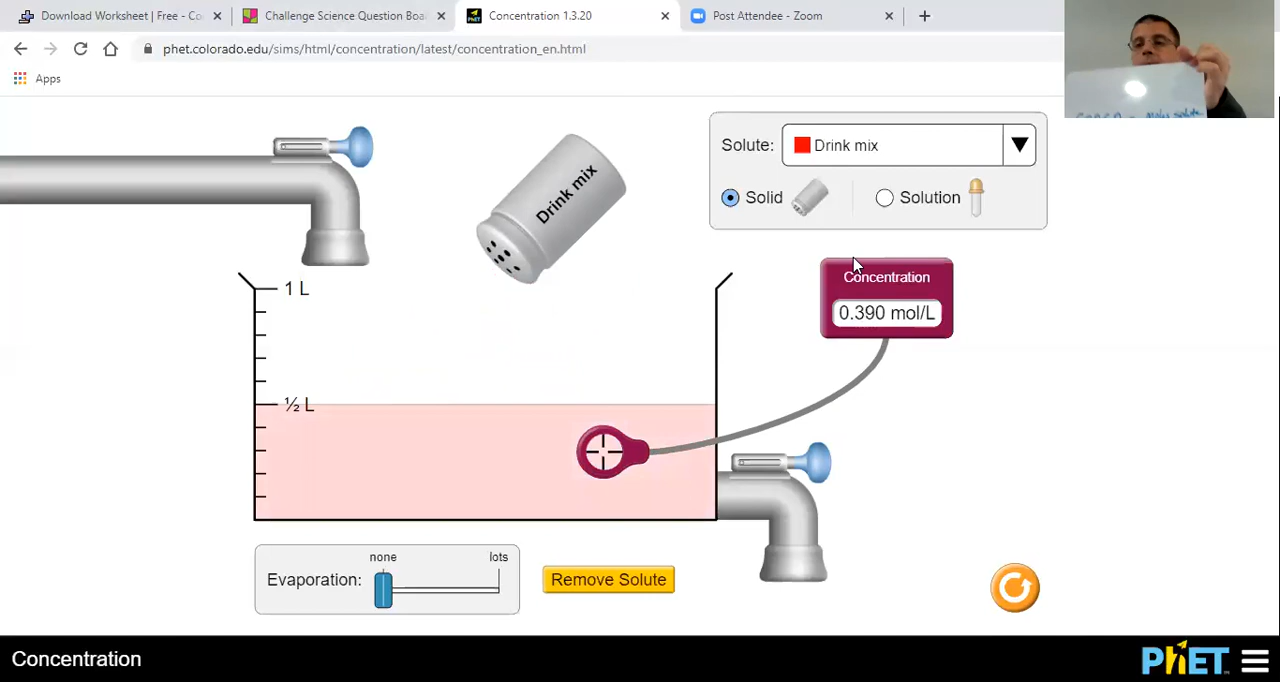 Download Worksheet | Free - Co
Challenge Science Question Boa
Concentration 1.3.20
Post Attendee - Zoom
phet.colorado.edu/sims/html/concentration/latest/concentration_en.html
Apps
Solute: Drink mix
Solid Solution
Drink mix
Concentration
0.390 mol/L
1 L
½ L
none lots
Evaporation:
Remove Solute
Concentration
PhET